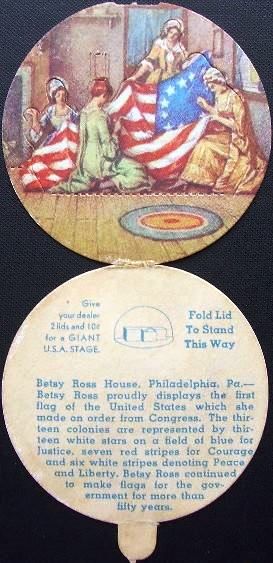 Give
your dealer
2 lids and 10¢
for a GIANT
U.S.A. STAGE.
Fold Lid
To Stand
This Way
Betsy Ross House, Philadelphia, Pa.—
Betsy Ross proudly displays the first
flag of the United States which she
made on order from Congress. The thir-
teen colonies are represented by thir-
teen white stars on a field of blue for
Justice, seven red stripes for Courage
and six white stripes denoting Peace
and Liberty. Bets Ross continued
to make flags for the gov-
ernment for more than
fifty years.